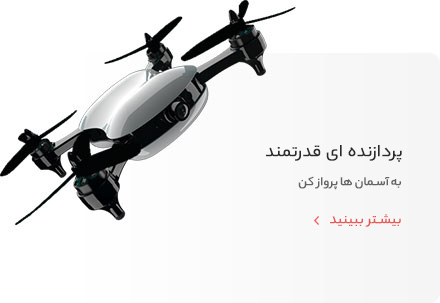 پردازنده ای قدرتمند
به آسمان ها پرواز کن
بیشتر ببینید